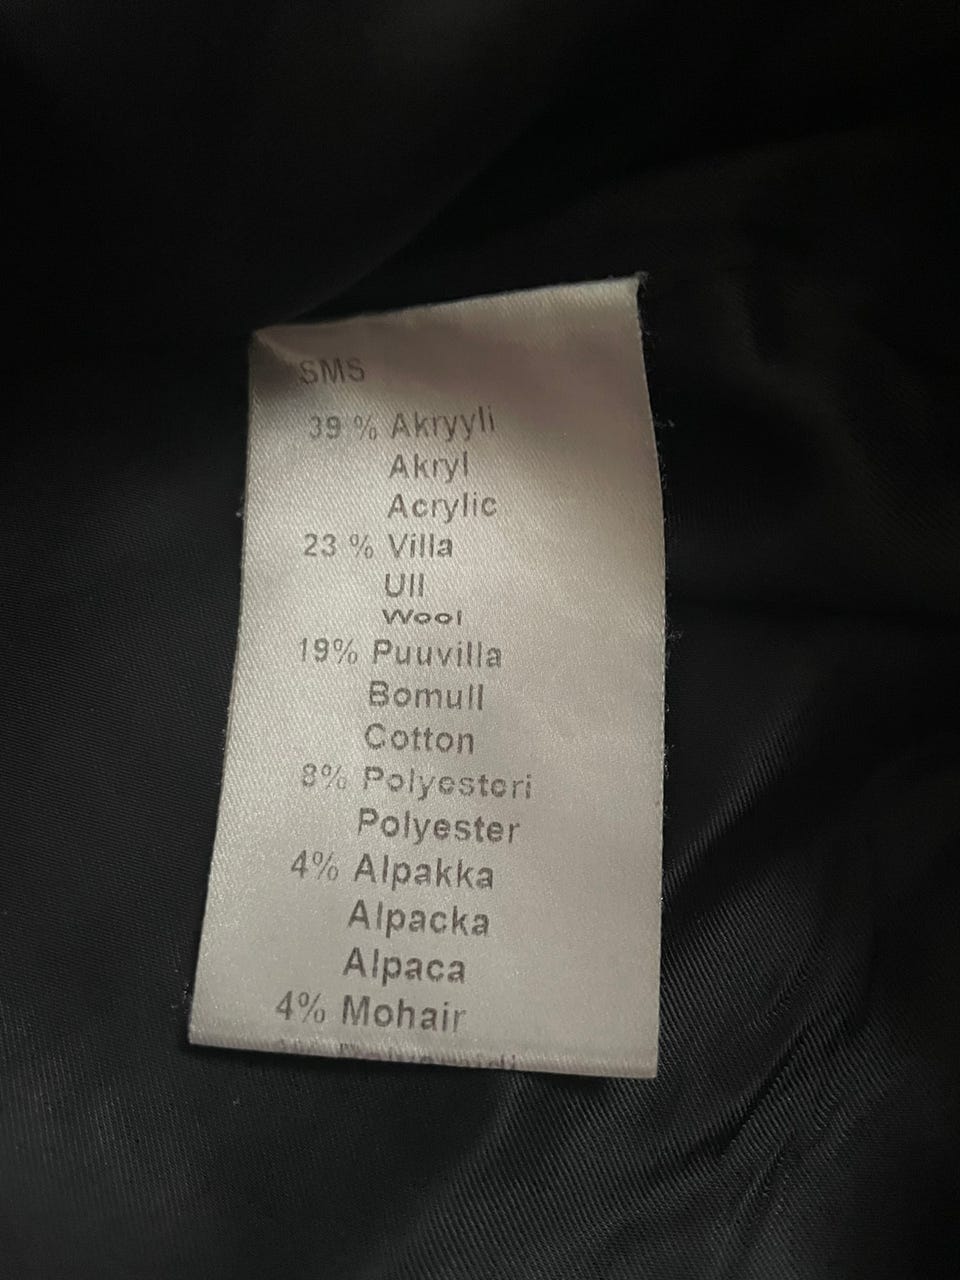 SMS
39 % Akryyli
Akryl
Acrylic
23 % Villa
Ull
Wool
19% Puuvilla
Bomull
Cotton
8% Polyesteri
Polyester
4% Alpakka
Alpacka
Alpaca
4% Mohair